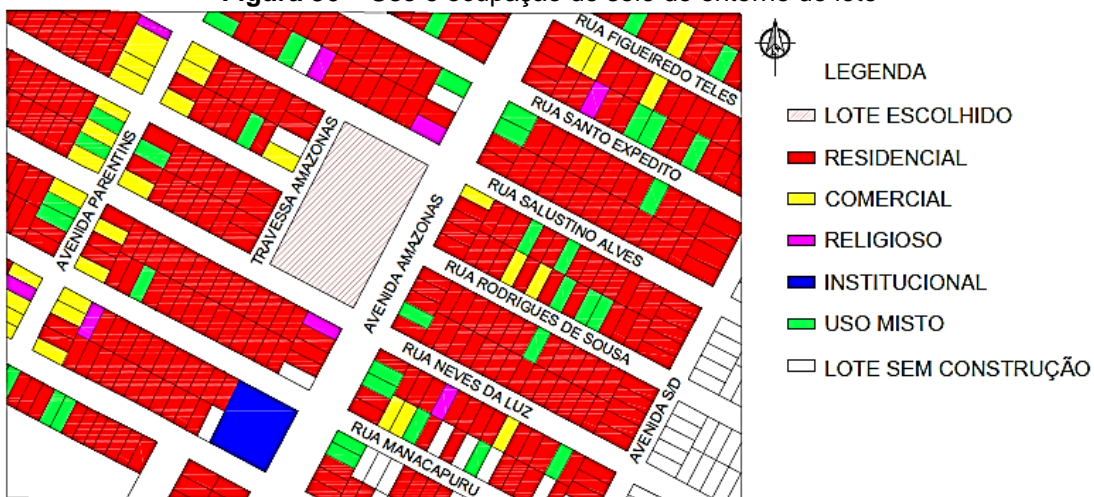 Figura – Uso e ocupação do solo do entorno do lote
RUA FIGUEIREDO TELES
RUA SANTO EXPEDITO
RUA SALUSTINO ALVES
RUA RODRIGUES DE SOUSA
RUA NEVES DA LUZ
RUA MANACAPURU
AVENIDA PARENTINS
TRAVESSA AMAZONAS
AVENIDA AMAZONAS
AVENIDA S/D
LEGENDA
LOTE ESCOLHIDO
RESIDENCIAL
COMERCIAL
RELIGIOSO
INSTITUCIONAL
USO MISTO
LOTE SEM CONSTRUÇÃO